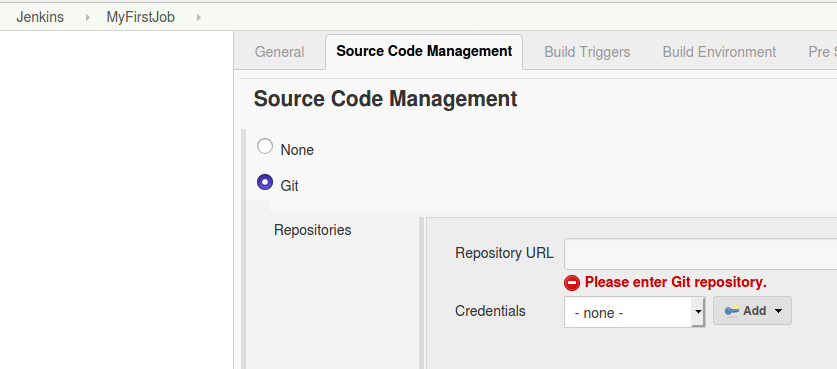 Jenkins MyFirstJob
General Source Code Management Build Triggers Build Environment Pre
Source Code Management
None
Git
Repositories
Repository URL
Please enter Git repository.
Credentials - none - Add